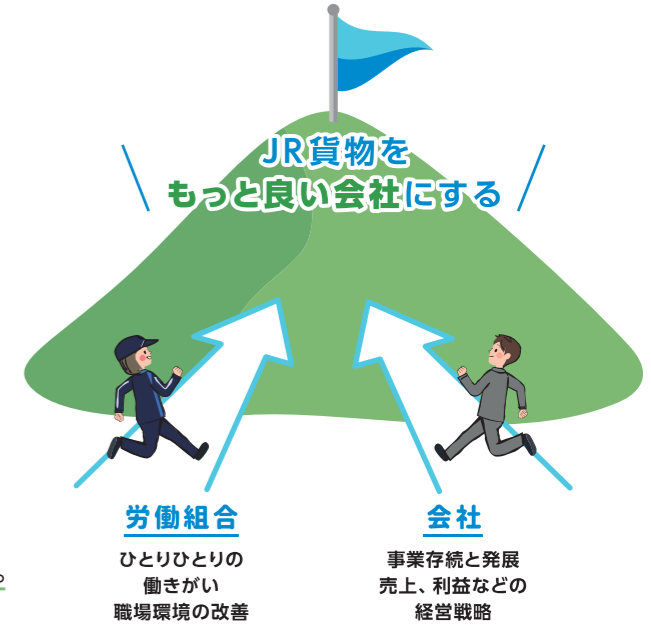 JR貨物を
もっと良い会社にする
労働組合
ひとりひとりの
働きがい
職場環境の改善
会社
事業存続と発展
売上、利益などの
経営戦略